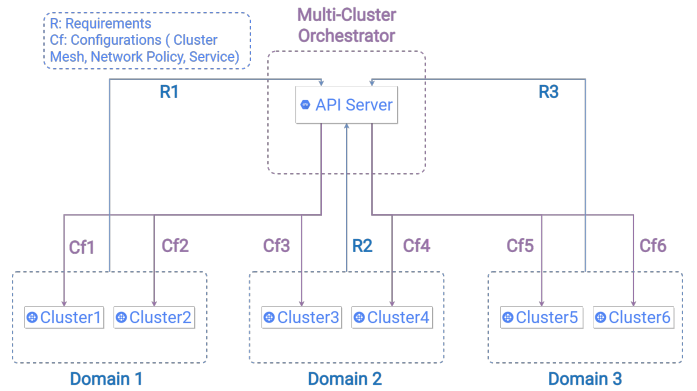 R: Requirements
Cf: Configurations ( Cluster
Mesh, Network Policy, Service)
Multi-Cluster
Orchestrator
R1
API Server
R3
Cf1
Cf2
Cf3
R2
Cf4
Cf5
Cf6
Cluster1
Cluster2
Cluster3
Cluster4
Cluster5
Cluster6
Domain 1
Domain 2
Domain 3